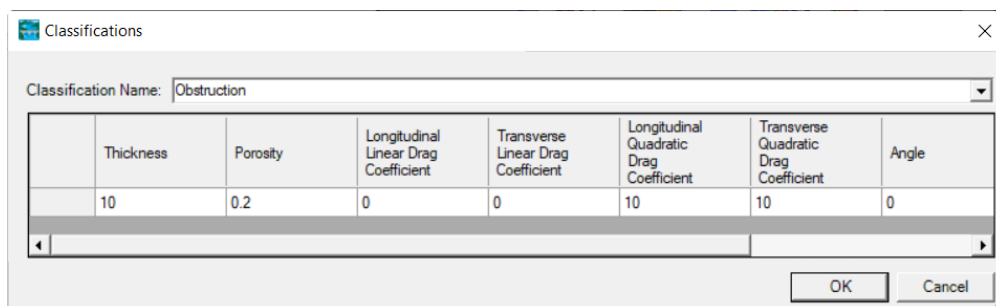 Classifications
Classification Name: Obstruction
Thickness
Porosity
Longitudinal
Linear Drag
Coefficient
Transverse
Linear Drag
Coefficient
Longitudinal
Quadratic
Drag
Coefficient
Transverse
Quadratic
Drag
Coefficient
Angle
10 0.2 0 0 10 10 0
OK Cancel